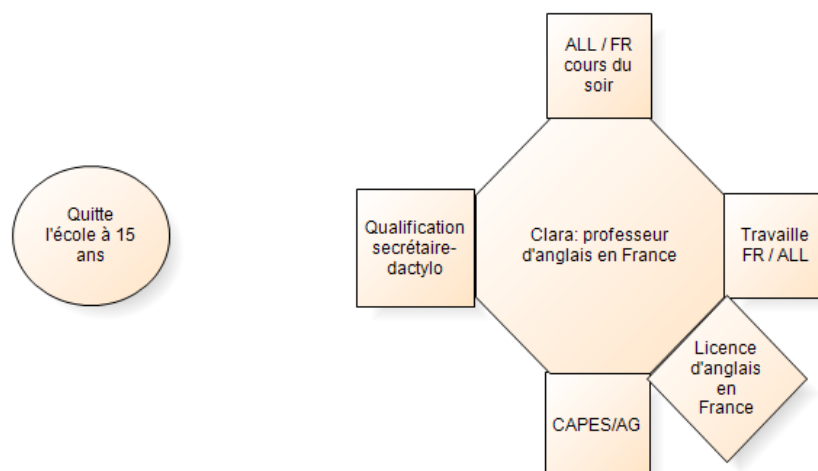 ALL / FR
cours du
soir
Quitte
l'école à 15
ans
Qualification
secrétaire-
dactylo
Clara: professeur
d'anglais en France
Travaille
FR / ALL
Licence
d'anglais
en
France
CAPES/AG